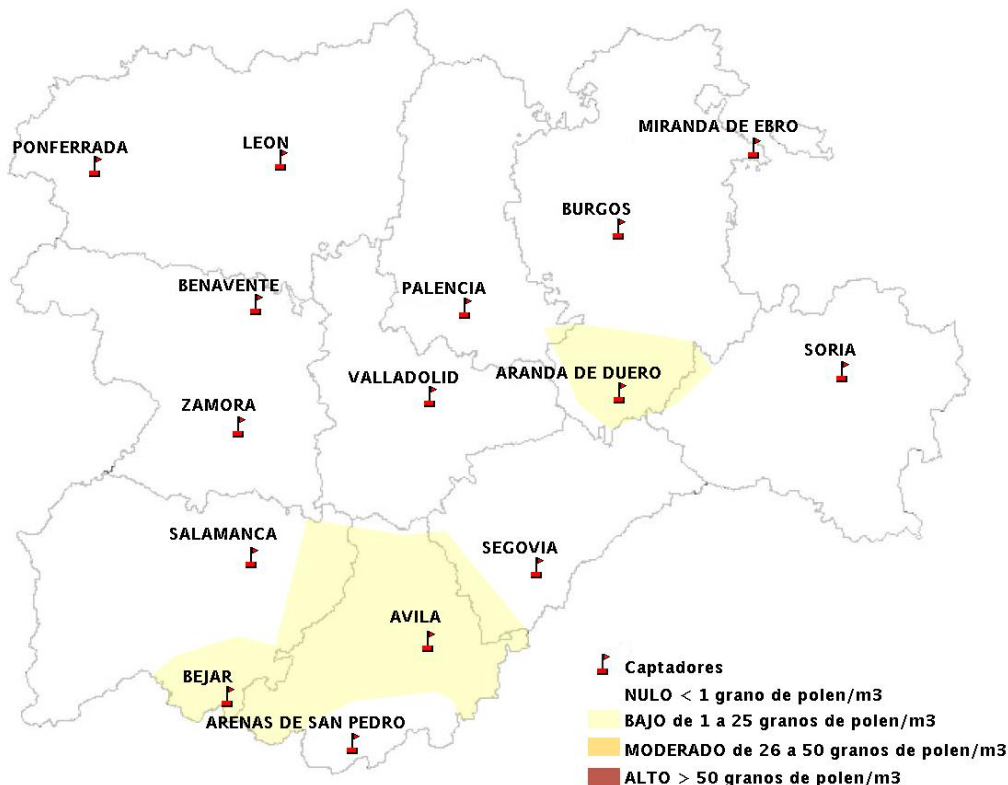 MIRANDA DE EBRO
PONFERRADA
LEON
BURGOS
BENAVENTE
PALENCIA
SORIA
VALLADOLID
ARANDA DE DUERO
ZAMORA
SALAMANCA
SEGOVIA
AVILA
BEJAR
ARENAS DE SAN PEDRO
Captadores
NULO < 1 grano de polen/m3
BAJO de 1 a 25 granos de polen/m3
MODERADO de 26 a 50 granos de polen/m3
ALTO > 50 granos de polen/m3